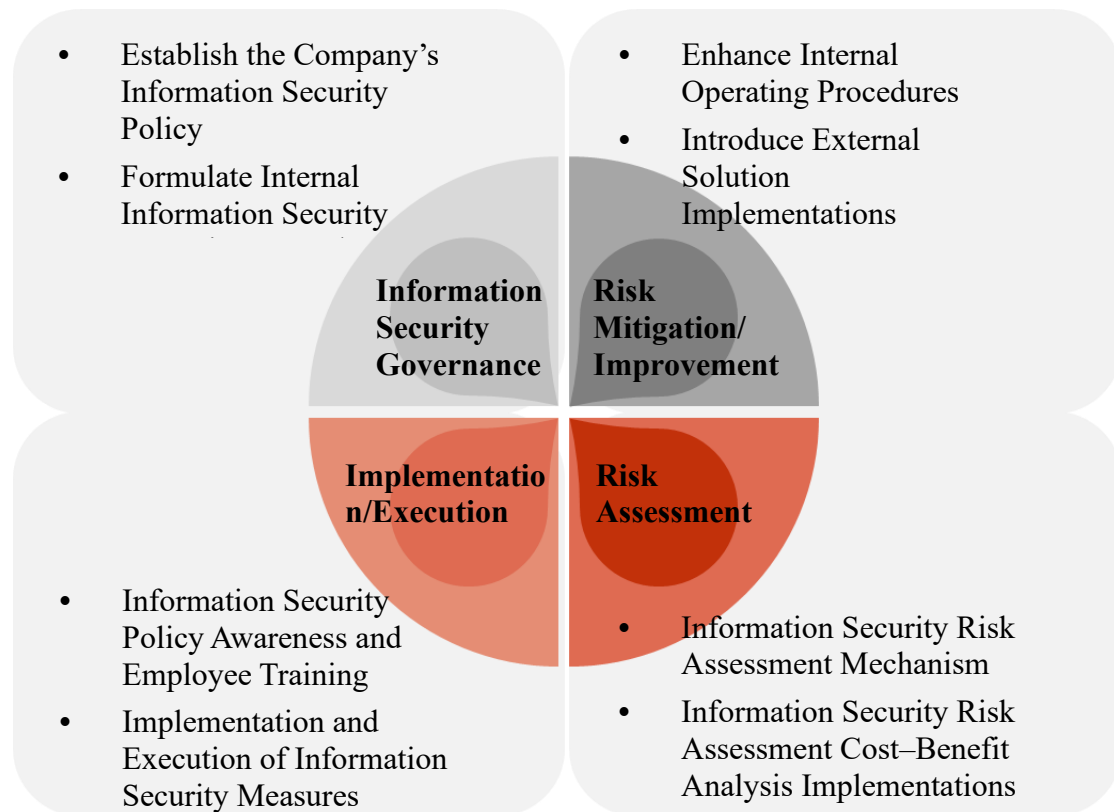 • Establish the Company’s
Information Security
Policy
• Formulate Internal
Information Security
• Enhance Internal
Operating Procedures
• Introduce External
Solution
Implementations
Information
Security
Governance
Risk
Mitigation/
Improvement
Implementatio
n/Execution
Risk
Assessment
• Information Security
Policy Awareness and
Employee Training
• Implementation and
Execution of Information
Security Measures
• Information Security Risk
Assessment Mechanism
• Information Security Risk
Assessment Cost–Benefit
Analysis Implementations